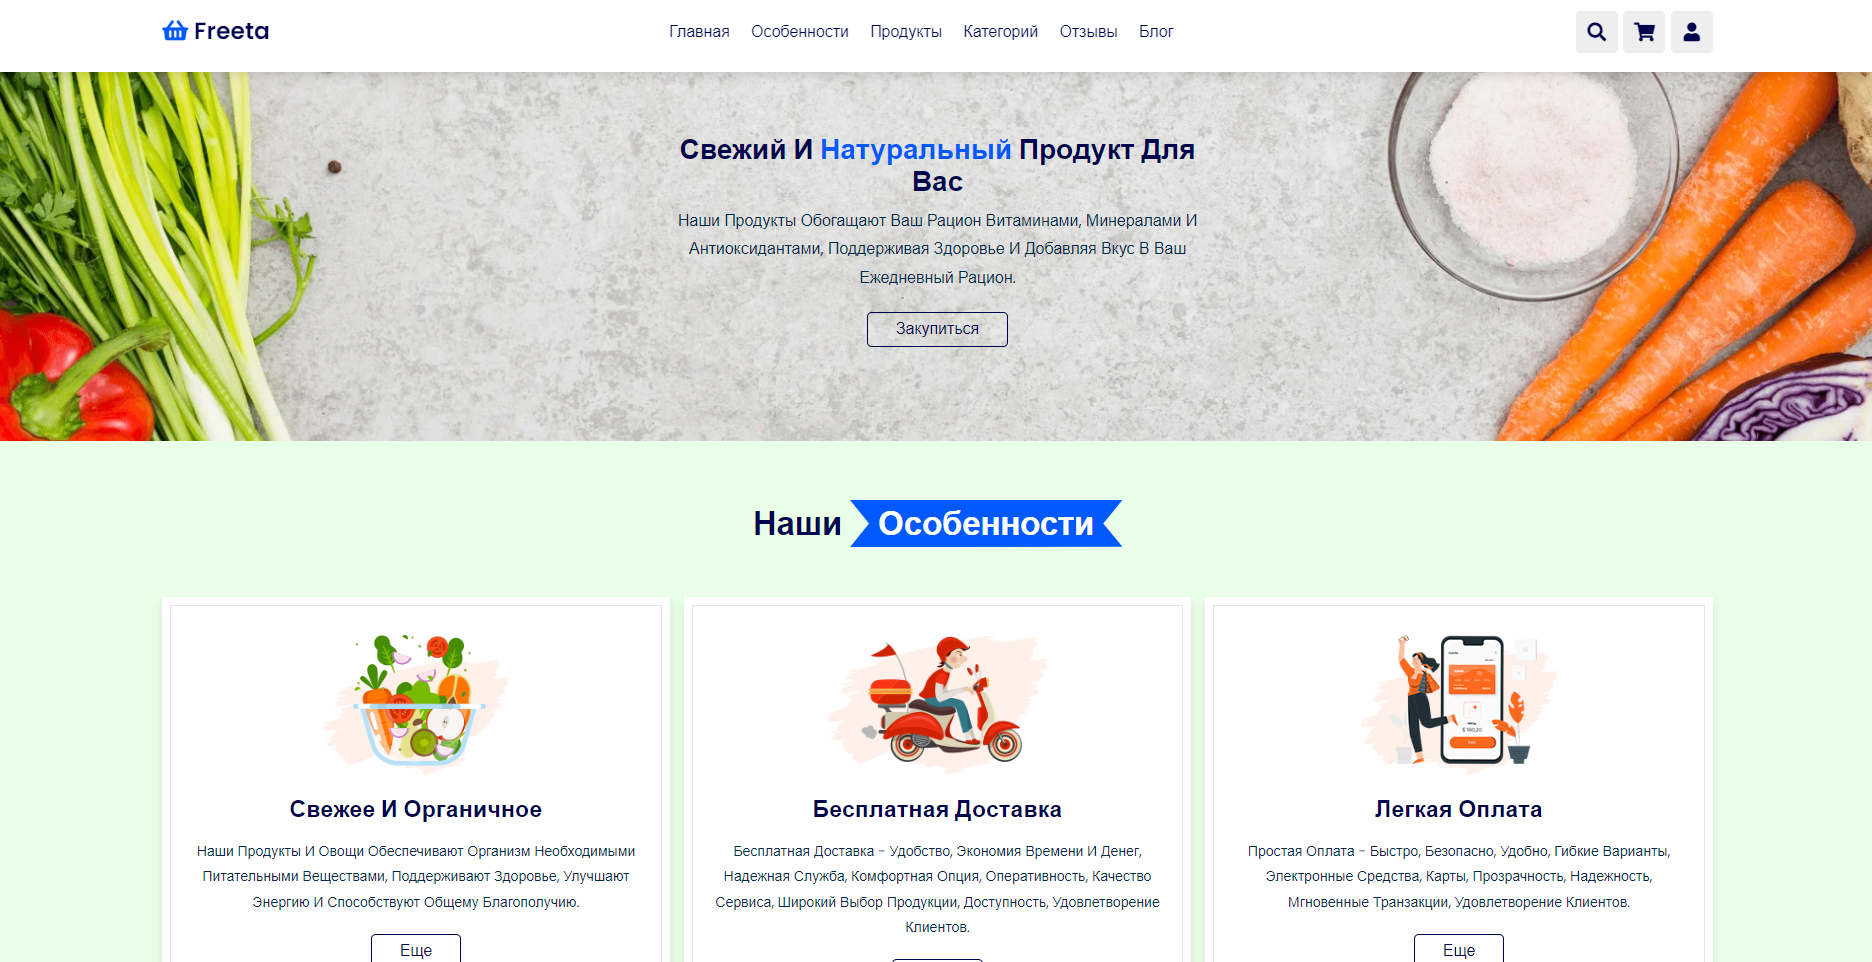 Freeta
Главная Особенности Продукты Категорий Отзывы Блог
Свежий И Натуральный Продукт Для
Вас
Наши Продукты Обогащают Ваш Рацион Витаминами, Минералами И
Антиоксидантами, Поддерживая Здоровье И Добавляя Вкус В Ваш
Ежедневный Рацион.
Закупиться
Наши Особенности
$ 180.20
Свежее И Органичное
Наши Продукты И Овощи Обеспечивают Организм Необходимыми
Питательными Веществами, Поддерживают Здоровье, Улучшают
Энергию И Способствуют Общему Благополучию.
Еще
Бесплатная Доставка
Бесплатная Доставка – Удобство, Экономия Времени И Денег,
Надежная Служба, Комфортная Опция, Оперативность, Качество
Сервиса, Широкий Выбор Продукции, Доступность, Удовлетворение
Клиентов.
Легкая Оплата
Простая Оплата – Быстро, Безопасно, Удобно, Гибкие Варианты,
Электронные Средства, Карты, Прозрачность, Надежность,
Мгновенные Транзакции, Удовлетворение Клиентов.
Еще